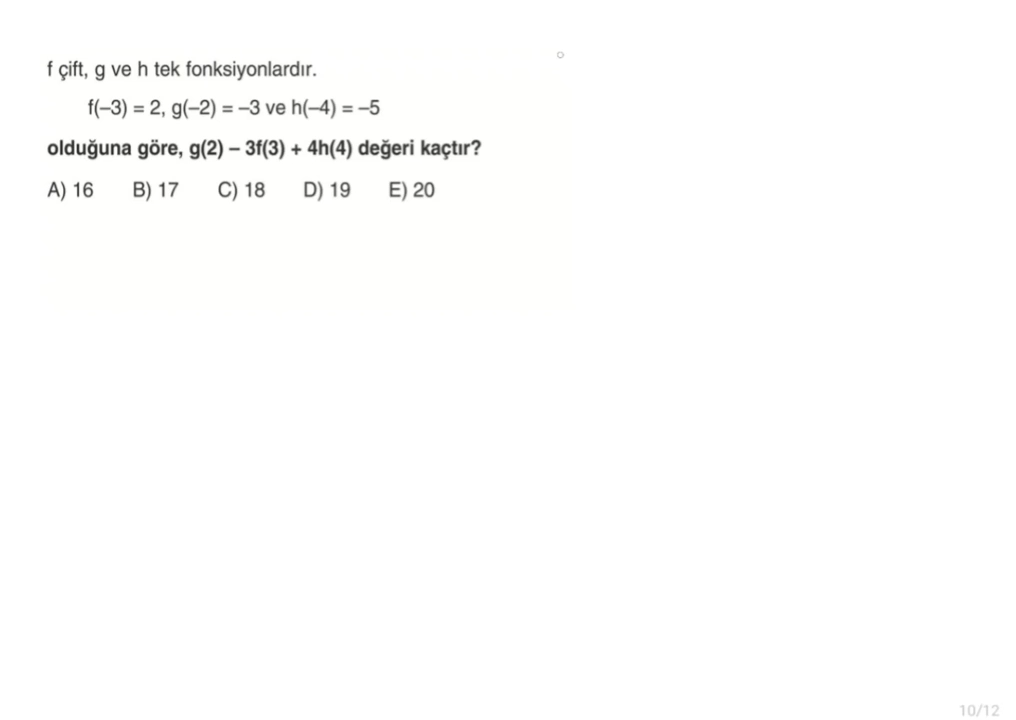 f çift, g ve h tek fonksiyonlardır.
f(–3) = 2, g(–2) = –3 ve h(–4) = –5
olduğuna göre, g(2) – 3f(3) + 4h(4) değeri kaçtır?
A) 16 B) 17 C) 18 D) 19 E) 20
10/12